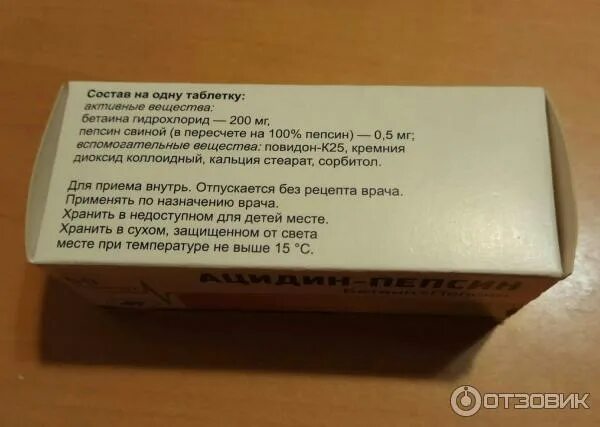 Состав на одну таблетку:
активные вещества:
бетаина гидрохлорид — 200 мг,
пепсин свиной (в пересчете на 100% пепсин) — 0,5 мг;
вспомогательные вещества: повидон-К25, кремния
диоксид коллоидный, кальция стеарат, сорбитол.
Для приема внутрь. Отпускается без рецепта врача.
Применять по назначению врача.
Хранить в недоступном для детей месте.
Хранить в сухом, защищенном от света
месте при температуре не выше 15 °С.
АЦИДИН-ПЕПСИН
ОТЗОВИК